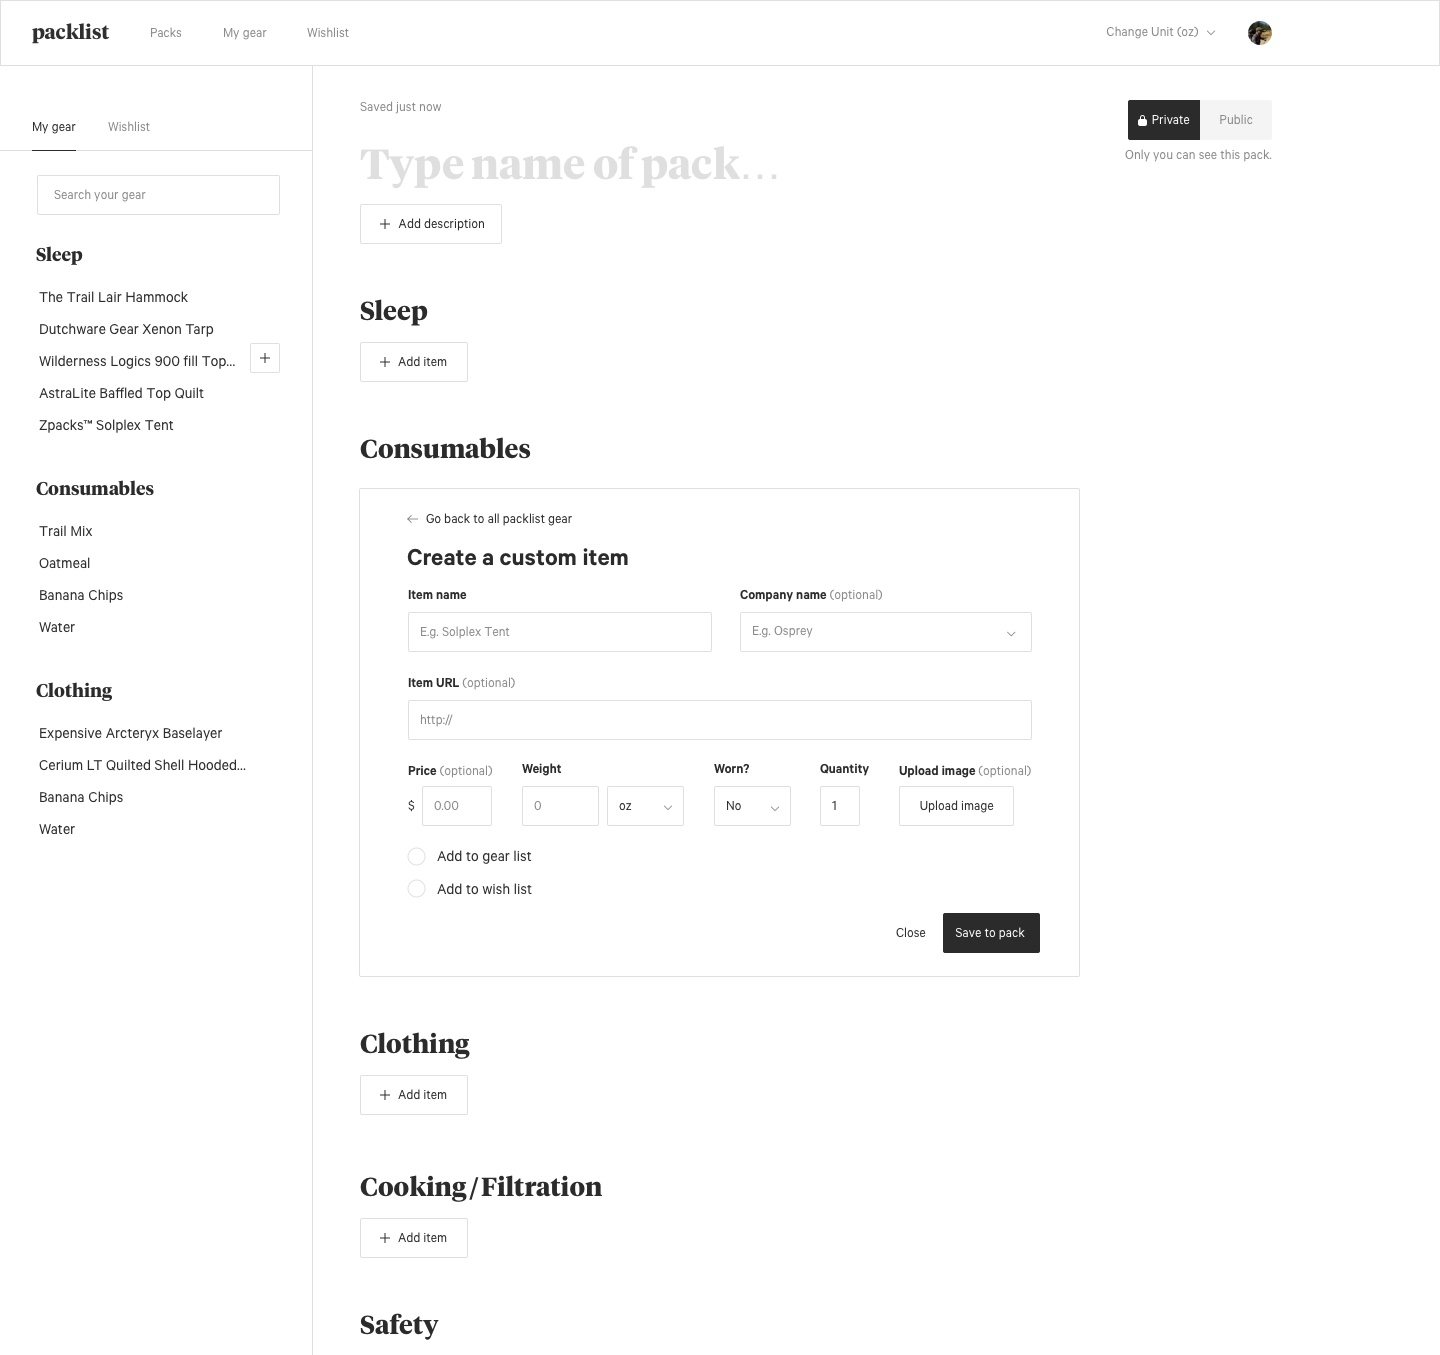 packlist
Packs
My gear
Wishlist
Change Unit (oz)
My gear
Wishlist
Search your gear
Sleep
The Trail Lair Hammock
Dutchware Gear Xenon Tarp
Wilderness Logics 900 fill Top...
AstraLite Baffled Top Quilt
Zpacks™ Solplex Tent
Consumables
Trail Mix
Oatmeal
Banana Chips
Water
Clothing
Expensive Arcteryx Baselayer
Cerium LT Quilted Shell Hooded...
Banana Chips
Water
Saved just now
Private
Public
Only you can see this pack.
Type name of pack...
Add description
Sleep
Add item
Consumables
Go back to all packlist gear
Create a custom item
Item name
Company name (optional)
E.g. Solplex Tent
E.g. Osprey
Item URL (optional)
http://
Price (optional)
Weight
Worn?
Quantity
Upload image (optional)
$ 0.00
0
oz
No
1
Upload image
Add to gear list
Add to wish list
Close
Save to pack
Clothing
Add item
Cooking/Filtration
Add item
Safety